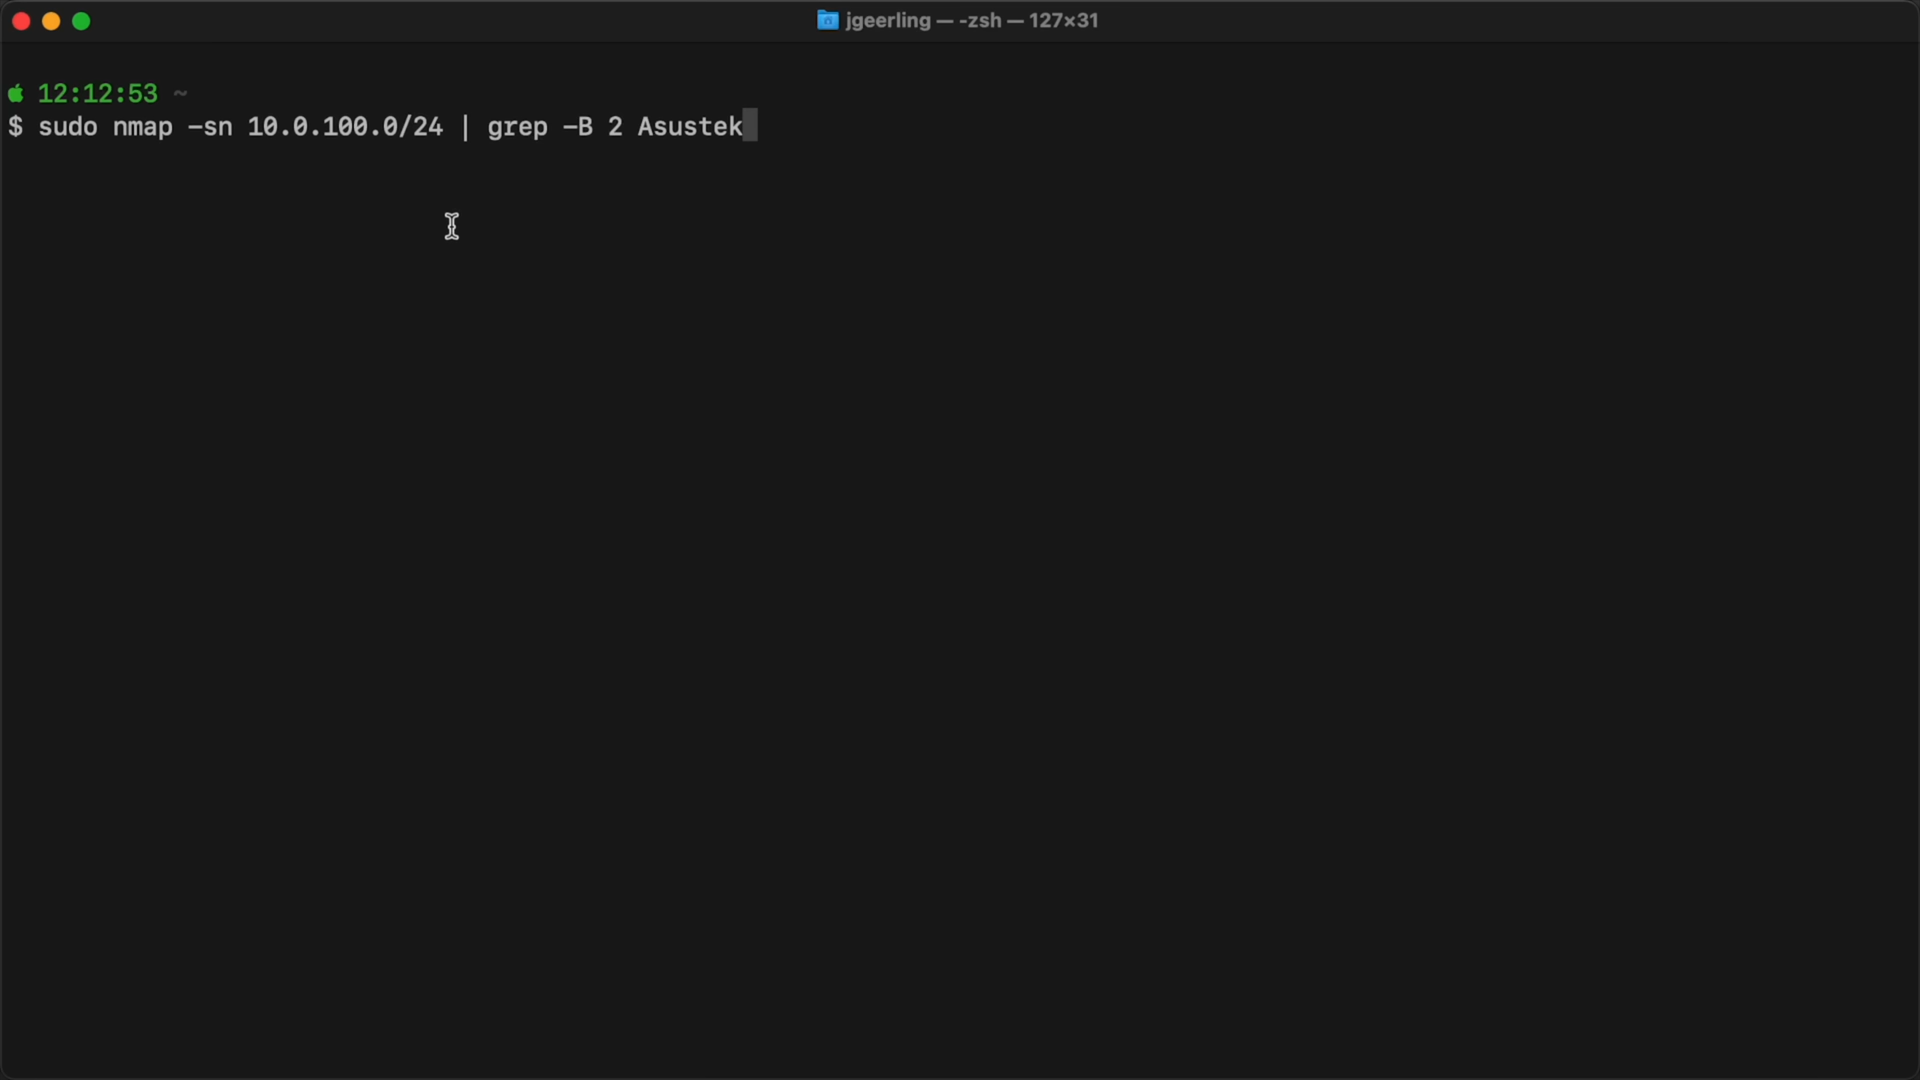 jgeerling — -zsh — 127×31
12:12:53 ~
$ sudo nmap -sn 10.0.100.0/24 | grep -B 2 Asustek